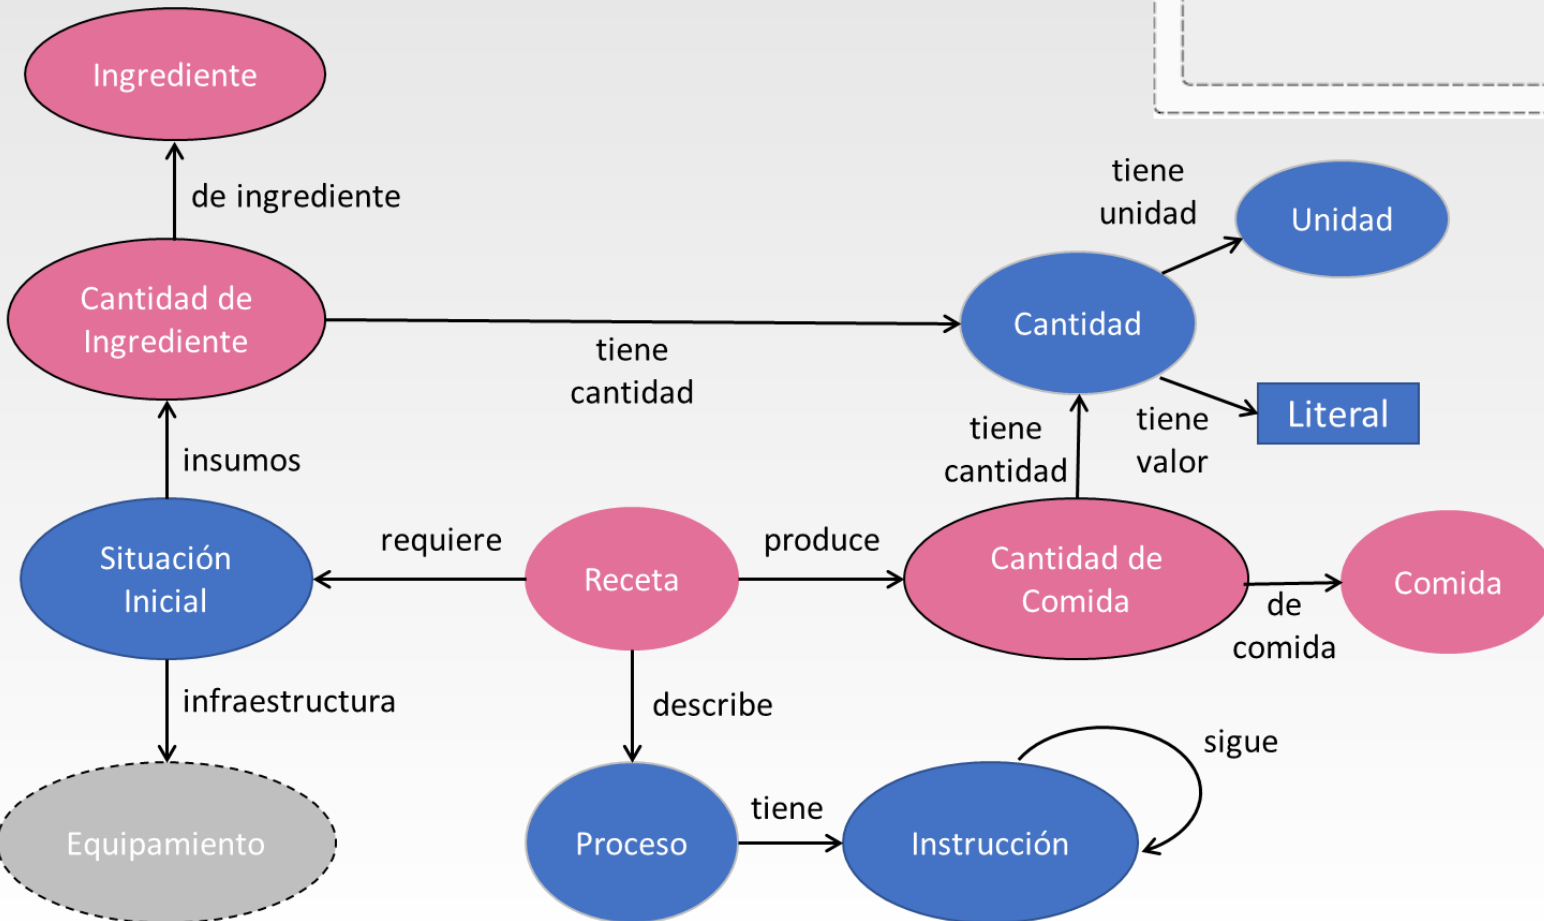 Ingrediente
de ingrediente
tiene
unidad
Unidad
Cantidad de
Ingrediente
Cantidad
tiene
cantidad
tiene
cantidad
tiene
valor
Literal
insumos
Situación
Inicial
requiere
Receta
produce
Cantidad de
Comida
de
comida
Comida
infraestructura
describe
sigue
Equipamiento
Proceso
tiene
Instrucción